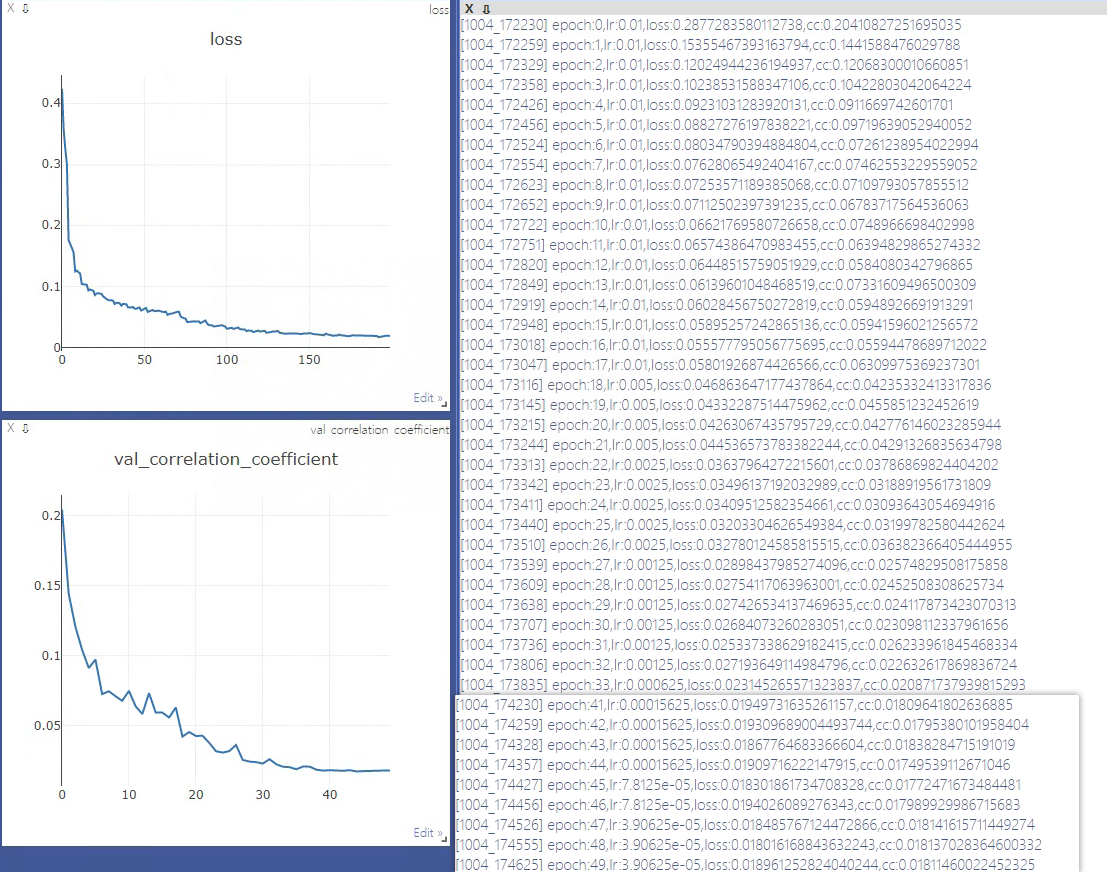 X ⇩ loss
loss
0.4
0.3
0.2
0.1
0
0 50 100 150
Edit »
X ⇩ val correlation coefficient
val_correlation_coefficient
0.2
0.15
0.1
0.05
0 10 20 30 40
Edit »
X ⇩
[1004_172230] epoch:0,lr:0.01,loss:0.2877283580112738,cc:0.20410827251695035
[1004_172259] epoch:1,lr:0.01,loss:0.15355467393163794,cc:0.1441588476029788
[1004_172329] epoch:2,lr:0.01,loss:0.12024944236194937,cc:0.12068300010660851
[1004_172358] epoch:3,lr:0.01,loss:0.10238531588347106,cc:0.10422803042064224
[1004_172426] epoch:4,lr:0.01,loss:0.09231031283920131,cc:0.0911669742601701
[1004_172456] epoch:5,lr:0.01,loss:0.08827276197838221,cc:0.09719639052940052
[1004_172524] epoch:6,lr:0.01,loss:0.08034790394884804,cc:0.07261238954022994
[1004_172554] epoch:7,lr:0.01,loss:0.07628065492404167,cc:0.07462553229559052
[1004_172623] epoch:8,lr:0.01,loss:0.07253571189385068,cc:0.07109793057855512
[1004_172652] epoch:9,lr:0.01,loss:0.07112502397391235,cc:0.06783717564536063
[1004_172722] epoch:10,lr:0.01,loss:0.06621769580726658,cc:0.0748966698402998
[1004_172751] epoch:11,lr:0.01,loss:0.06574386470983455,cc:0.06394829865274332
[1004_172820] epoch:12,lr:0.01,loss:0.06448515759051929,cc:0.0584080342796865
[1004_172849] epoch:13,lr:0.01,loss:0.06139601048468519,cc:0.07331609496500309
[1004_172919] epoch:14,lr:0.01,loss:0.06028456750272819,cc:0.05948926691913291
[1004_172948] epoch:15,lr:0.01,loss:0.05895257242865136,cc:0.05941596021256572
[1004_173018] epoch:16,lr:0.01,loss:0.055577795056775695,cc:0.05594478689712022
[1004_173047] epoch:17,lr:0.01,loss:0.05801926874426566,cc:0.06309975369237301
[1004_173116] epoch:18,lr:0.005,loss:0.046863647177437864,cc:0.04235332413317836
[1004_173145] epoch:19,lr:0.005,loss:0.04332287514475962,cc:0.0455851232452619
[1004_173215] epoch:20,lr:0.005,loss:0.04263067435795729,cc:0.042776146023285944
[1004_173244] epoch:21,lr:0.005,loss:0.044536573783382244,cc:0.04291326835634798
[1004_173313] epoch:22,lr:0.0025,loss:0.03637964272215601,cc:0.03786869824404202
[1004_173342] epoch:23,lr:0.0025,loss:0.03496137192032989,cc:0.03188919561731809
[1004_173411] epoch:24,lr:0.0025,loss:0.03409512582354661,cc:0.03093643054694916
[1004_173440] epoch:25,lr:0.0025,loss:0.03203304626549384,cc:0.03199782580442624
[1004_173510] epoch:26,lr:0.0025,loss:0.032780124585815515,cc:0.036382366405444955
[1004_173539] epoch:27,lr:0.00125,loss:0.02898437985274096,cc:0.02574829508175858
[1004_173609] epoch:28,lr:0.00125,loss:0.02754117063963001,cc:0.02452508308625734
[1004_173638] epoch:29,lr:0.00125,loss:0.027426534137469635,cc:0.024117873423070313
[1004_173707] epoch:30,lr:0.00125,loss:0.02684073260283051,cc:0.023098112337961656
[1004_173736] epoch:31,lr:0.00125,loss:0.025337338629182415,cc:0.026233961845468334
[1004_173806] epoch:32,lr:0.00125,loss:0.027193649114984796,cc:0.022632617869836724
[1004_173835] epoch:33,lr:0.000625,loss:0.023145265571323837,cc:0.020871737939815293
[1004_174230] epoch:41,lr:0.00015625,loss:0.01949731635261157,cc:0.01809641802636885
[1004_174259] epoch:42,lr:0.00015625,loss:0.019309689004493744,cc:0.01795380101958404
[1004_174328] epoch:43,lr:0.00015625,loss:0.01867764683366604,cc:0.01838284715191019
[1004_174357] epoch:44,lr:0.00015625,loss:0.01909716222147915,cc:0.01749539112671046
[1004_174427] epoch:45,lr:7.8125e-05,loss:0.018301861734708328,cc:0.01772471673484481
[1004_174456] epoch:46,lr:7.8125e-05,loss:0.0194026089276343,cc:0.017989929986715683
[1004_174526] epoch:47,lr:3.90625e-05,loss:0.018485767124472866,cc:0.018141615711449274
[1004_174555] epoch:48,lr:3.90625e-05,loss:0.018016168843632243,cc:0.018137028364600332
[1004_174625] epoch:49,lr:3.90625e-05,loss:0.018961252824040244,cc:0.01811460022452325